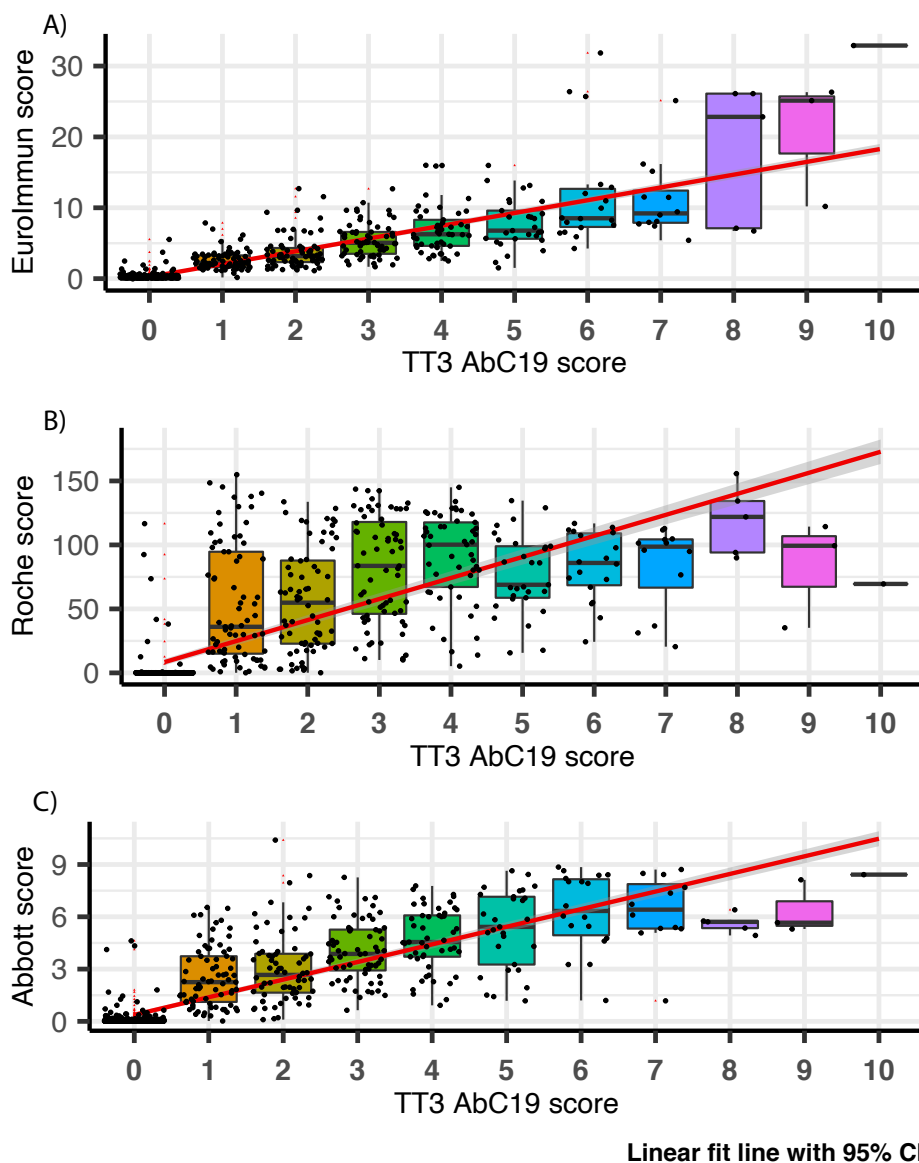 A)
EuroImmun score
30
20
10
0
0 1 2 3 4 5 6 7 8 9 10
TT3 AbC19 score
B)
Roche score
150
100
50
0
0 1 2 3 4 5 6 7 8 9 10
TT3 AbC19 score
C)
Abbott score
9
6
3
0
0 1 2 3 4 5 6 7 8 9 10
TT3 AbC19 score
Linear fit line with 95% CI